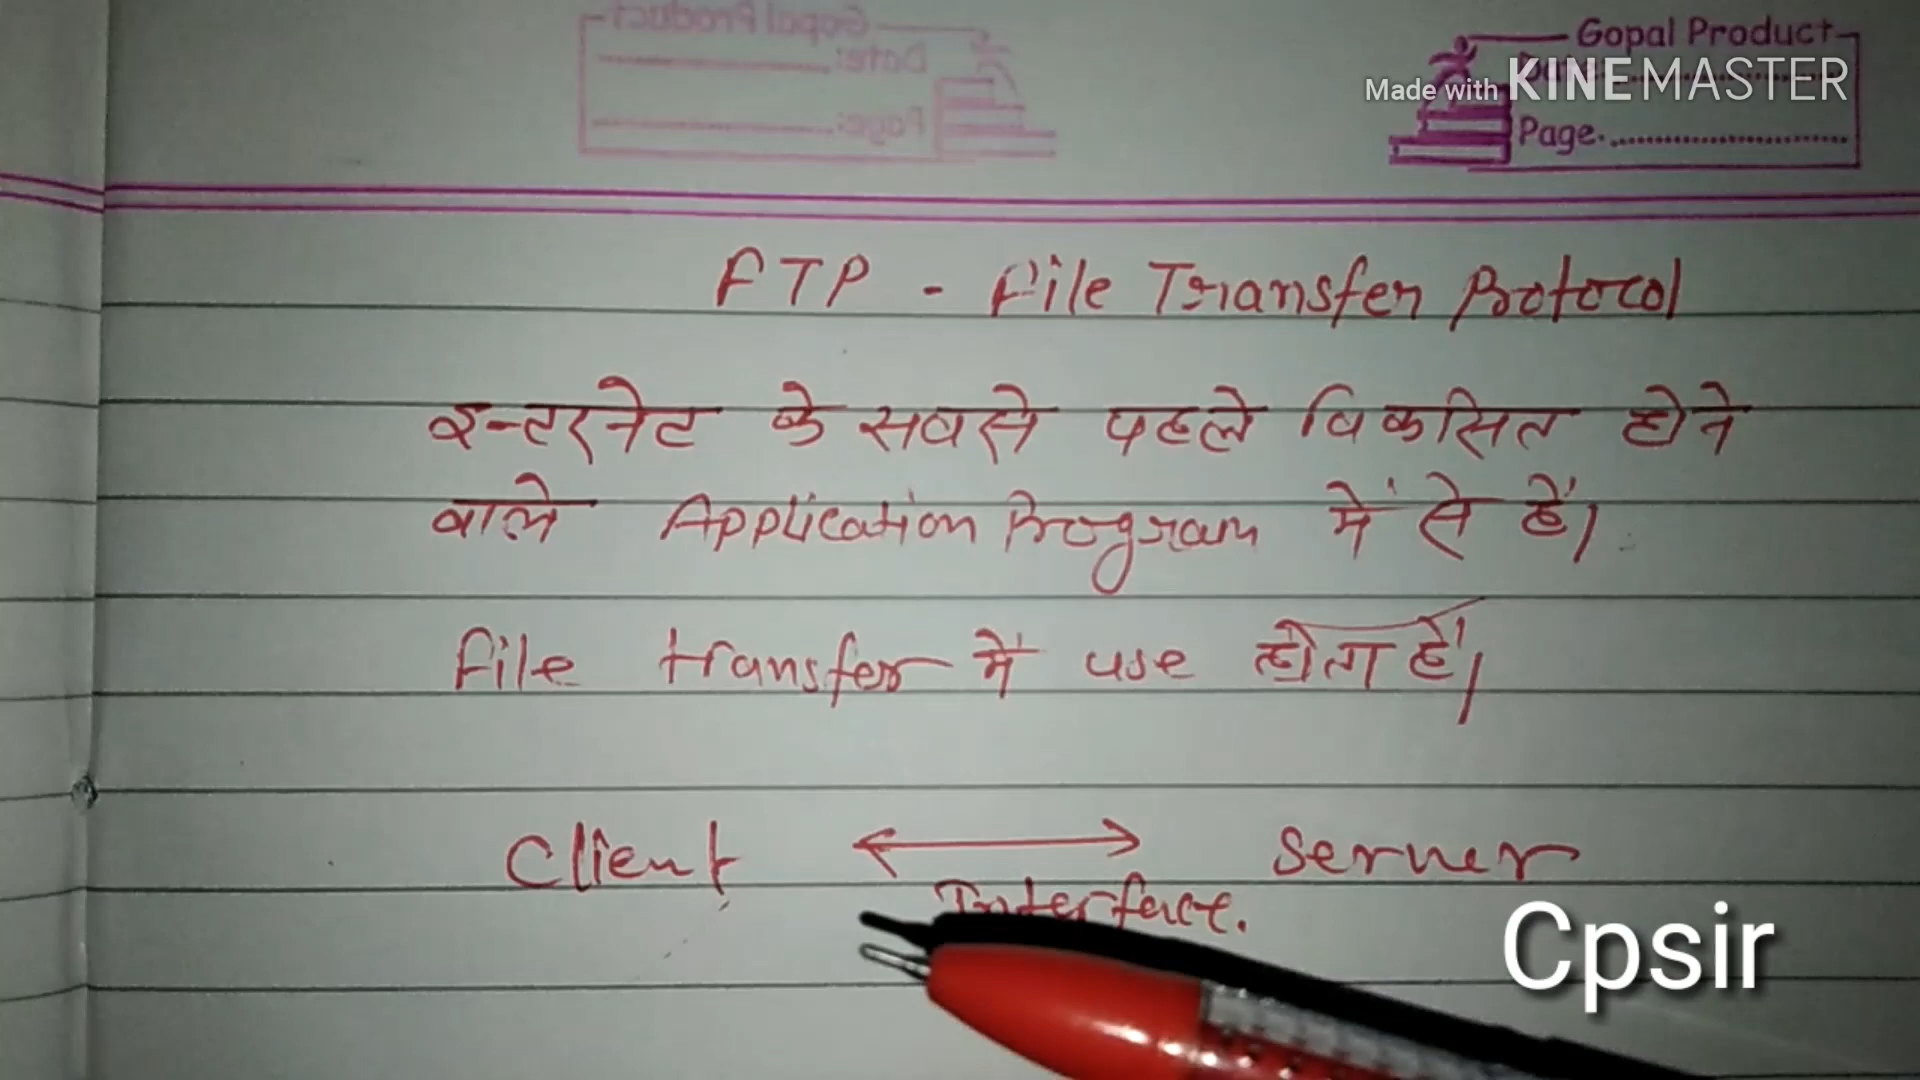 Gopal Product
Made with KINEMASTER
Page.
FTP - File Transfer Protocol
इन्टरनेट के सबसे पहले विकसित होने
वाले Application Program में से हैं।
File transfer में use होता हैं।
Client ↔ Server
Interface.
Cpsir